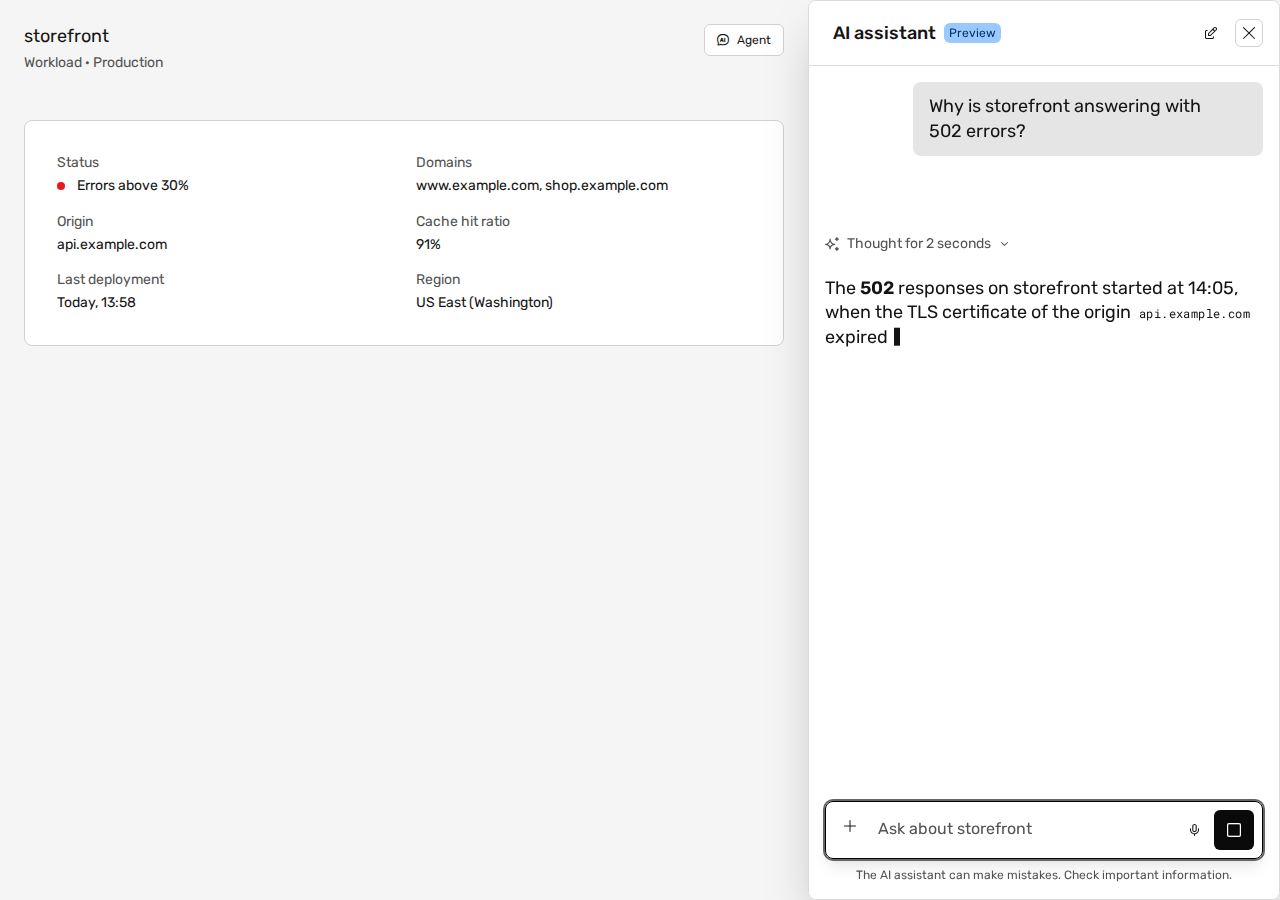 storefront
Workload • Production
Agent
Status
Errors above 30%
Domains
www.example.com, shop.example.com
Origin
api.example.com
Cache hit ratio
91%
Last deployment
Today, 13:58
Region
US East (Washington)
AI assistant
Preview
Why is storefront answering with
502 errors?
Thought for 2 seconds
The 502 responses on storefront started at 14:05,
when the TLS certificate of the origin api.example.com
expired
Ask about storefront
The AI assistant can make mistakes. Check important information.